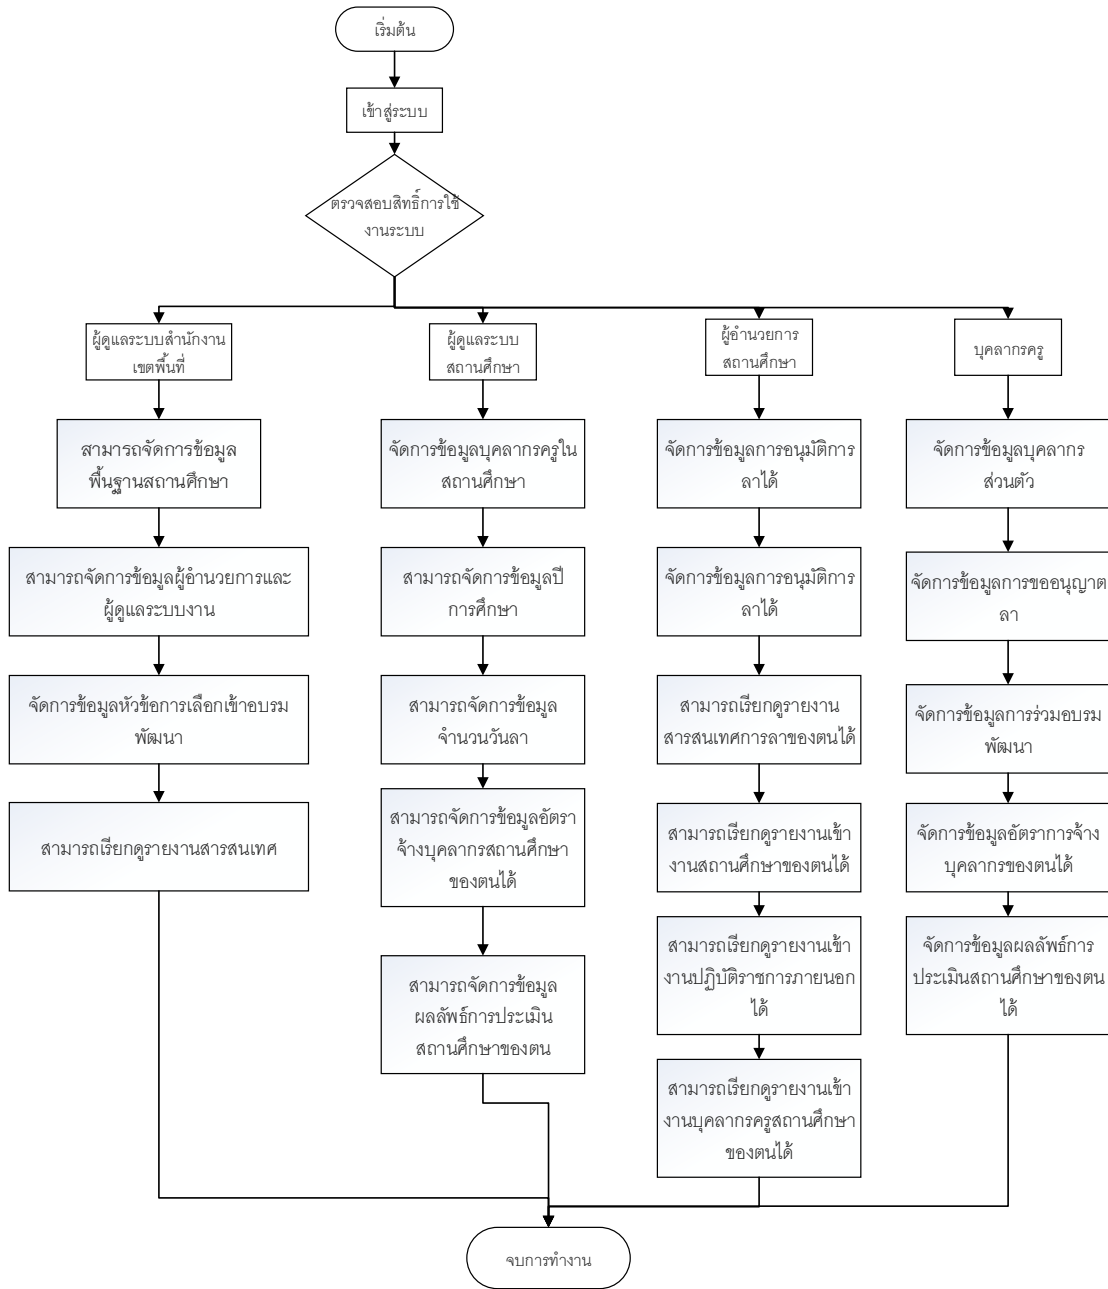 เริ่มต้น
เข้าสู่ระบบ
ตรวจสอบสิทธิ์การใช้
งานระบบ
ผู้ดูแลระบบสำนักงาน
เขตพื้นที่
สามารถจัดการข้อมูล
พื้นฐานสถานศึกษา
สามารถจัดการข้อมูลผู้อำนวยการและ
ผู้ดูแลระบบงาน
จัดการข้อมูลหัวข้อการเลือกเข้าอบรม
พัฒนา
สามารถเรียกดูรายงานสารสนเทศ
ผู้ดูแลระบบ
สถานศึกษา
จัดการข้อมูลบุคลากรครูใน
สถานศึกษา
สามารถจัดการข้อมูลปี
การศึกษา
สามารถจัดการข้อมูล
จำนวนวันลา
สามารถจัดการข้อมูลอัตรา
จ้างบุคลากรสถานศึกษา
ของตนได้
สามารถจัดการข้อมูล
ผลลัพธ์การประเมิน
สถานศึกษาของตน
ผู้อำนวยการ
สถานศึกษา
จัดการข้อมูลการอนุมัติการ
ลาได้
จัดการข้อมูลการอนุมัติการ
ลาได้
สามารถเรียกดูรายงาน
สารสนเทศการลาของตนได้
สามารถเรียกดูรายงานเข้า
งานสถานศึกษาของตนได้
สามารถเรียกดูรายงานเข้า
งานปฏิบัติราชการภายนอก
ได้
สามารถเรียกดูรายงานเข้า
งานบุคลากรครูสถานศึกษา
ของตนได้
บุคลากรครู
จัดการข้อมูลบุคลากร
ส่วนตัว
จัดการข้อมูลการขออนุญาต
ลา
จัดการข้อมูลการร่วมอบรม
พัฒนา
จัดการข้อมูลอัตราการจ้าง
บุคลากรของตนได้
จัดการข้อมูลผลลัพธ์การ
ประเมินสถานศึกษาของตน
ได้
จบการทำงาน